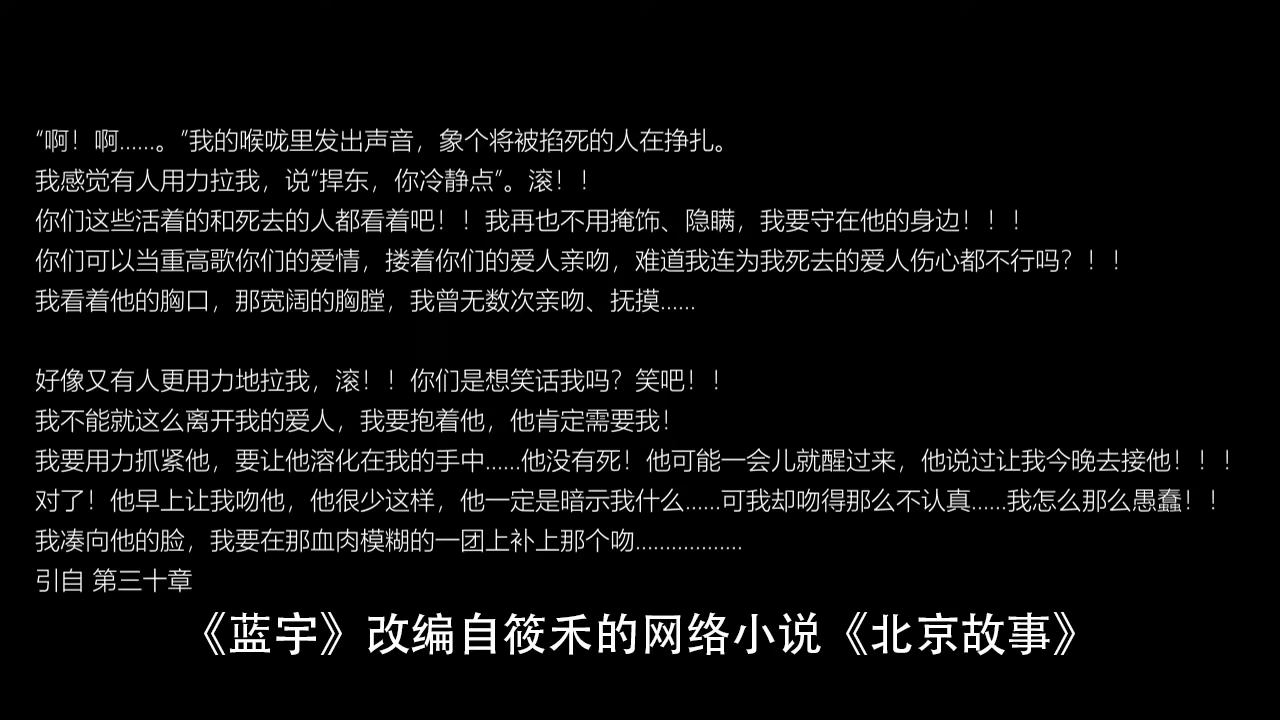 “啊！啊......。”我的喉咙里发出声音，象个将被掐死的人在挣扎。
我感觉有人用力拉我，说“捍东，你冷静点”。滚！！
你们这些活着的和死去的人都看着吧！！我再也不用掩饰、隐瞒，我要守在他的身边！！！
你们可以当重高歌你们的爱情，搂着你们的爱人亲吻，难道我连为我死去的爱人伤心都不行吗？！！
我看着他的胸口，那宽阔的胸膛，我曾无数次亲吻、抚摸......
好像又有人更用力地拉我，滚！！你们是想笑话我吗？笑吧！！
我不能就这么离开我的爱人，我要抱着他，他肯定需要我！
我要用力抓紧他，要让他溶化在我的手中......他没有死！他可能一会儿就醒过来，他说过让我今晚去接他！！！
对了！他早上让我吻他，他很少这样，他一定是暗示我什么......可我却吻得那么不认真......我怎么那么愚蠢！！
我凑向他的脸，我要在那血肉模糊的一团上补上那个吻..................
引自 第三十章
《蓝宇》改编自筱禾的网络小说《北京故事》